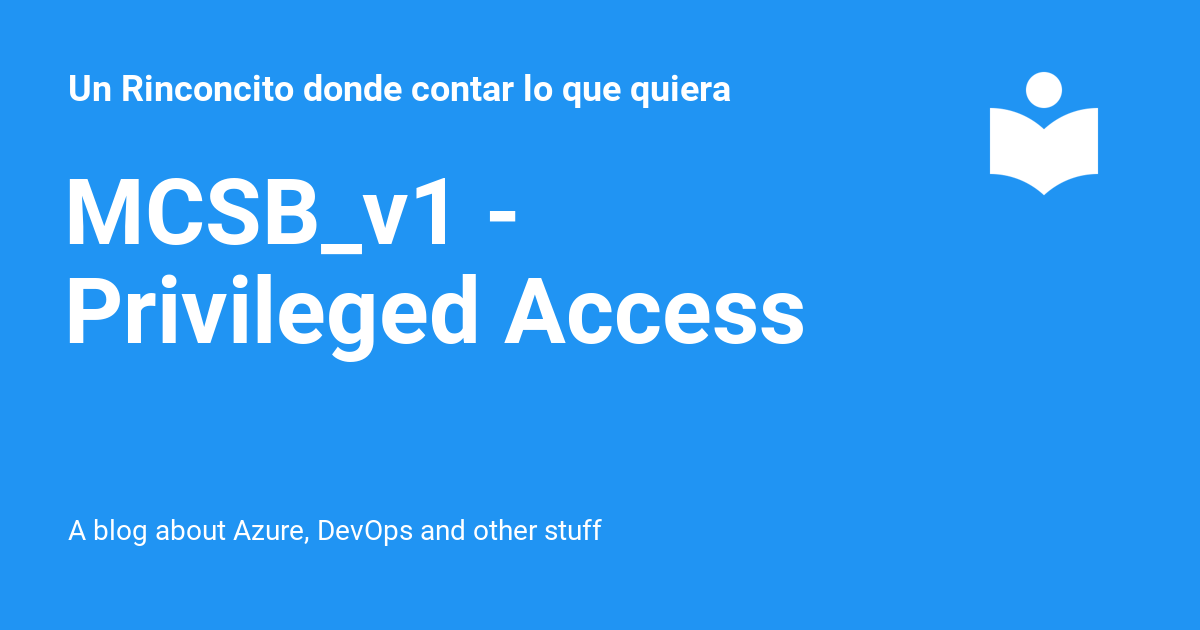 Un Rinconcito donde contar lo que quiera
MCSB_v1 -
Privileged Access
A blog about Azure, DevOps and other stuff